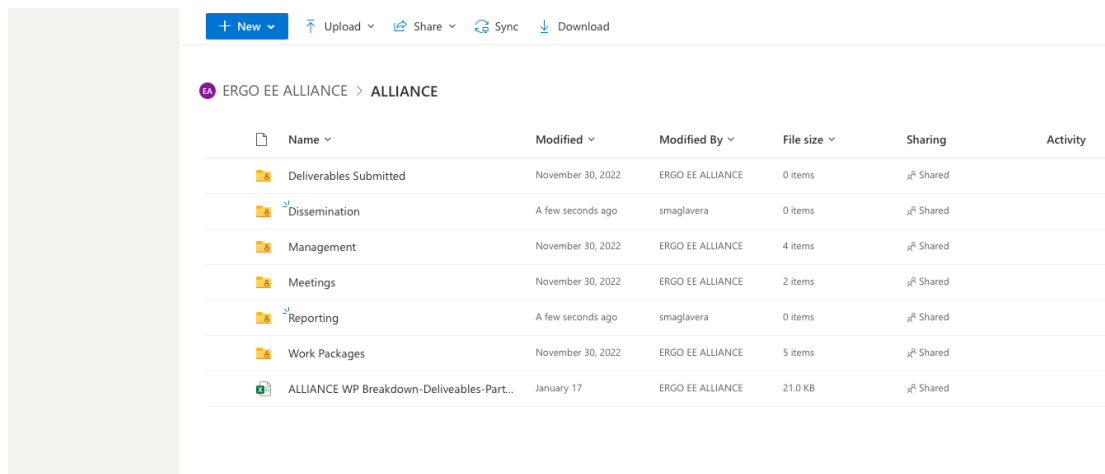 + New Upload Share Sync Download
EA ERGO EE ALLIANCE > ALLIANCE
Name Modified Modified By File size Sharing Activity
Deliverables Submitted November 30, 2022 ERGO EE ALLIANCE 0 items Shared
Dissemination A few seconds ago smaglavera 0 items Shared
Management November 30, 2022 ERGO EE ALLIANCE 4 items Shared
Meetings November 30, 2022 ERGO EE ALLIANCE 2 items Shared
Reporting A few seconds ago smaglavera 0 items Shared
Work Packages November 30, 2022 ERGO EE ALLIANCE 5 items Shared
ALLIANCE WP Breakdown-Deliveables-Part... January 17 ERGO EE ALLIANCE 21.0 KB Shared